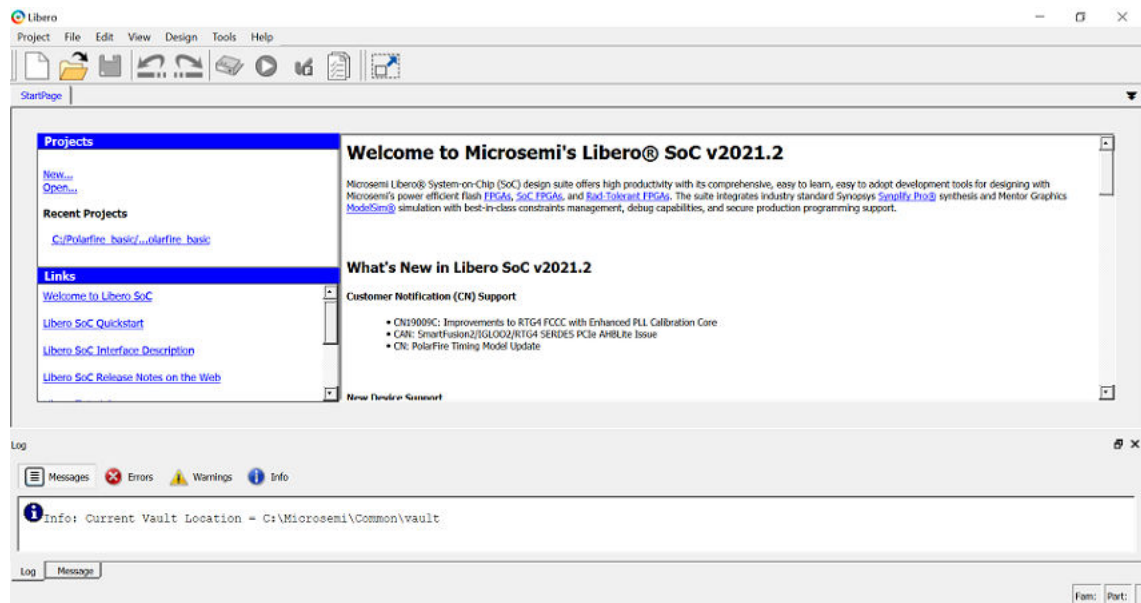 Libero
Project File Edit View Design Tools Help
StartPage
Projects
New...
Open...
Recent Projects
C:/Polarfire_basic/...olarfire_basic
Links
Welcome to Libero SoC
Libero SoC Quickstart
Libero SoC Interface Description
Libero SoC Release Notes on the Web
Welcome to Microsemi's Libero® SoC v2021.2
Microsemi Libero® System-on-Chip (SoC) design suite offers high productivity with its comprehensive, easy to learn, easy to adopt development tools for designing with
Microsemi's power efficient flash FPGAs, SoC FPGAs, and Rad-Tolerant FPGAs. The suite integrates industry standard Synopsys Synplify Pro® synthesis and Mentor Graphics
ModelSim® simulation with best-in-class constraints management, debug capabilities, and secure production programming support.
What's New in Libero SoC v2021.2
Customer Notification (CN) Support
• CN19009C: Improvements to RTG4 FCCC with Enhanced PLL Calibration Core
• CAN: SmartFusion2/IGLOO2/RTG4 SERDES PCIe AHBLite Issue
• CN: PolarFire Timing Model Update
New Device Support
Log
Messages Errors Warnings Info
Info: Current Vault Location = C:\Microsemi\Common\vault
Log Message
Fam: Part: